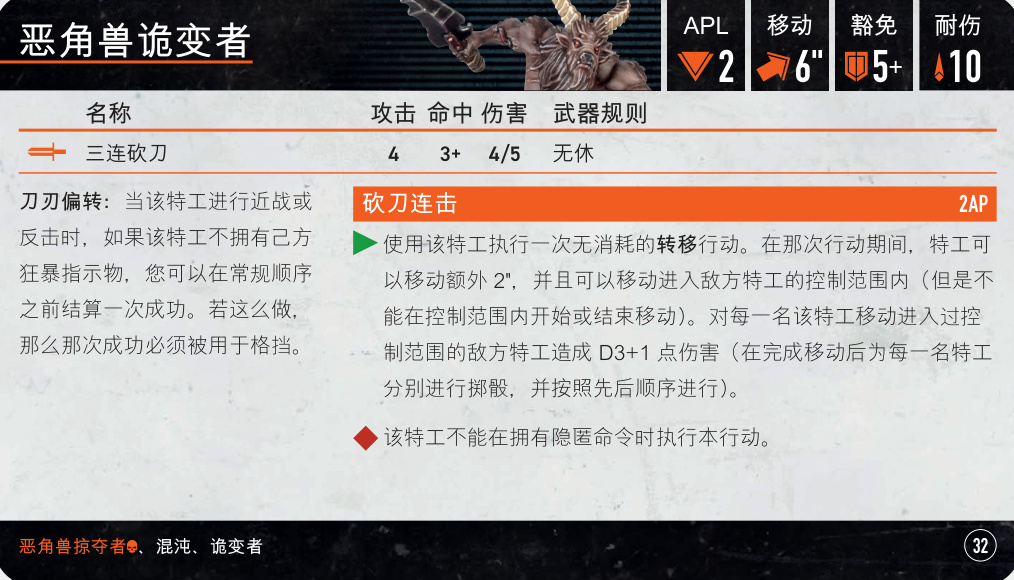 恶角兽诡变者
APL 移动 豁免 耐伤
2 6" 5+ 10
名称 攻击 命中 伤害 武器规则
三连砍刀 4 3+ 4/5 无休
刀刃偏转：当该特工进行近战或
反击时，如果该特工不拥有己方
狂暴指示物，您可以在常规顺序
之前结算一次成功。若这么做，
那么那次成功必须被用于格挡。
砍刀连击 2AP
使用该特工执行一次无消耗的转移行动。在那次行动期间，特工可
以移动额外 2"，并且可以移动进入敌方特工的控制范围内（但是不
能在控制范围内开始或结束移动）。对每一名该特工移动进入过控
制范围的敌方特工造成 D3+1 点伤害（在完成移动后为每一名特工
分别进行掷骰，并按照先后顺序进行）。
该特工不能在拥有隐匿命令时执行本行动。
恶角兽掠夺者、混沌、诡变者
32